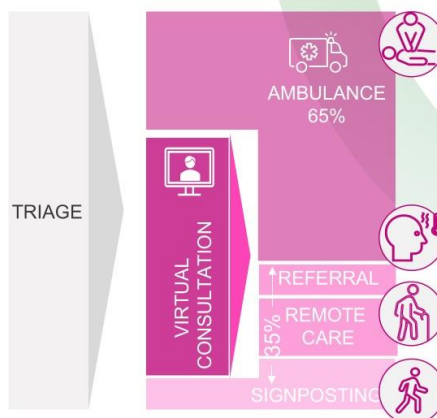 TRIAGE
VIRTUAL
CONSULTATION
AMBULANCE
65%
REFERRAL
REMOTE
CARE
35%
SIGNPOSTING